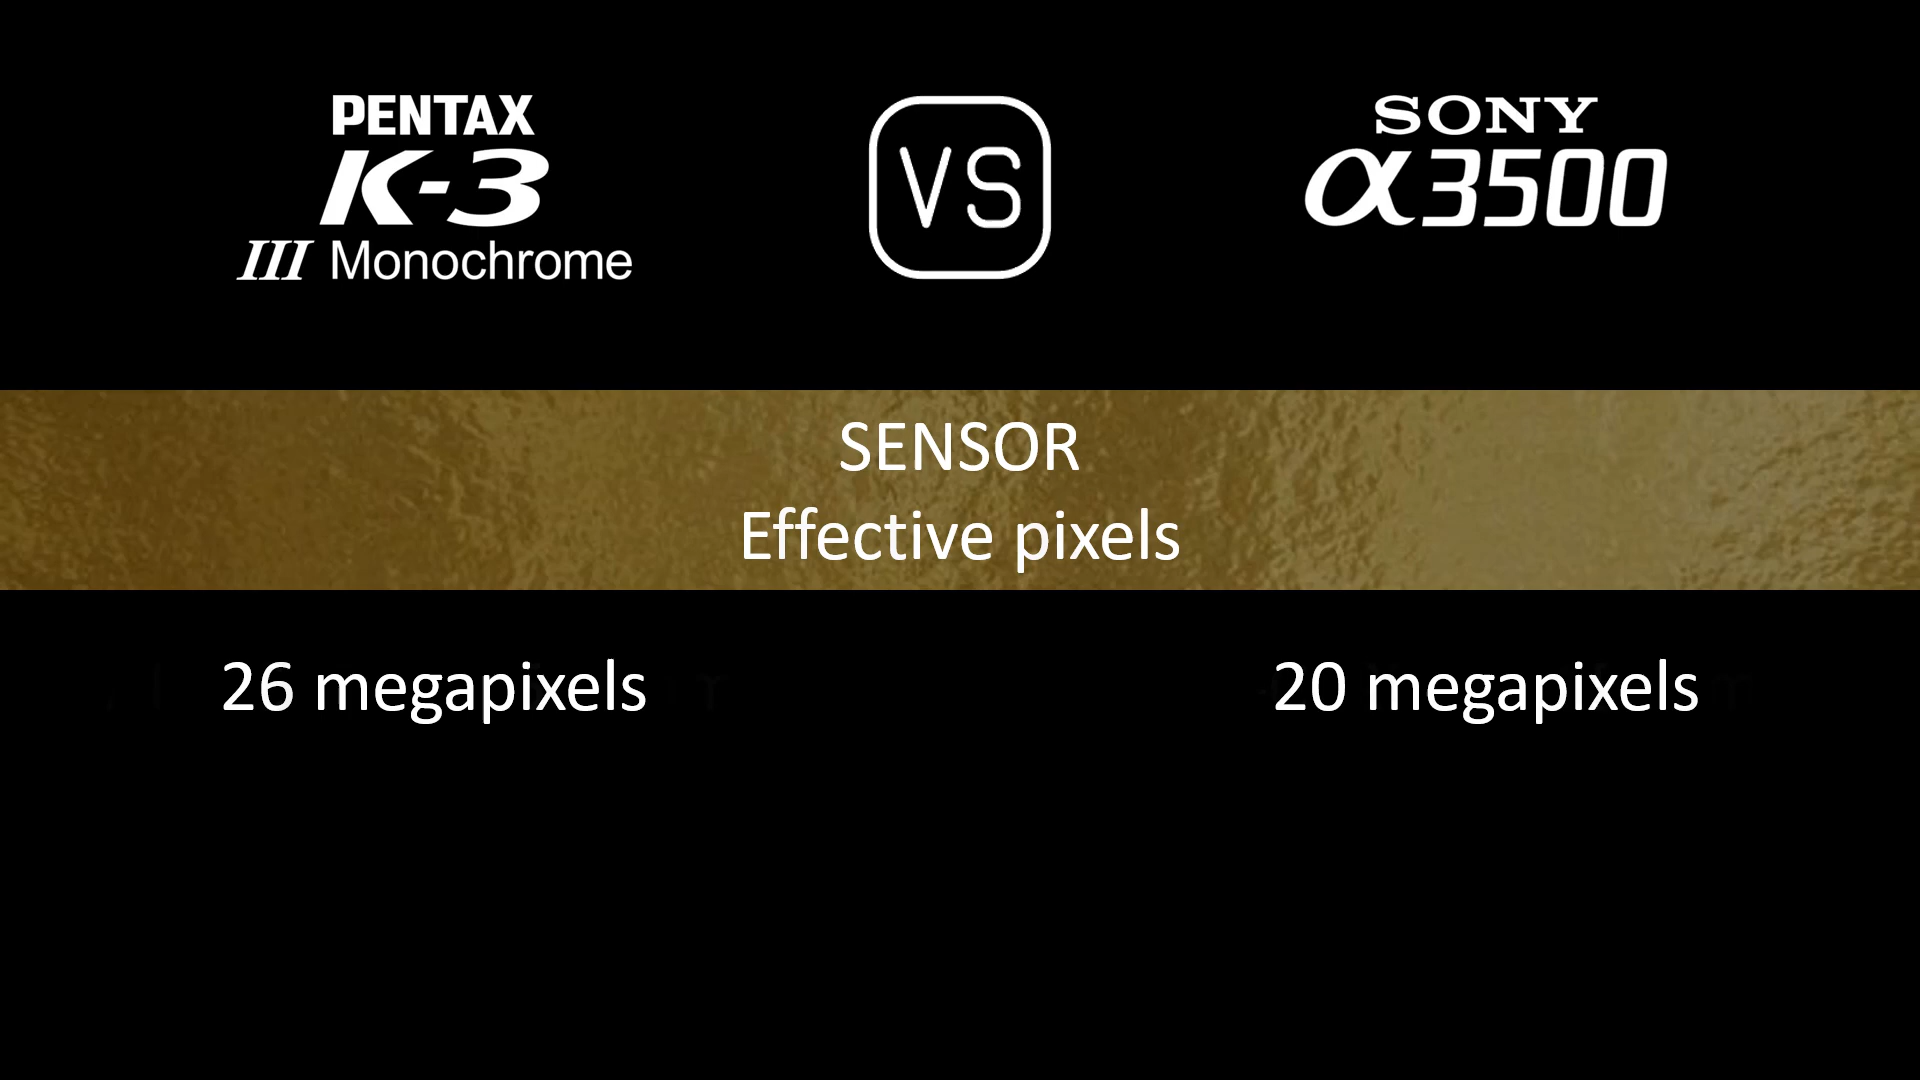 PENTAX
K-3
III Monochrome
VS
SONY
α3500
SENSOR
Effective pixels
26 megapixels
20 megapixels